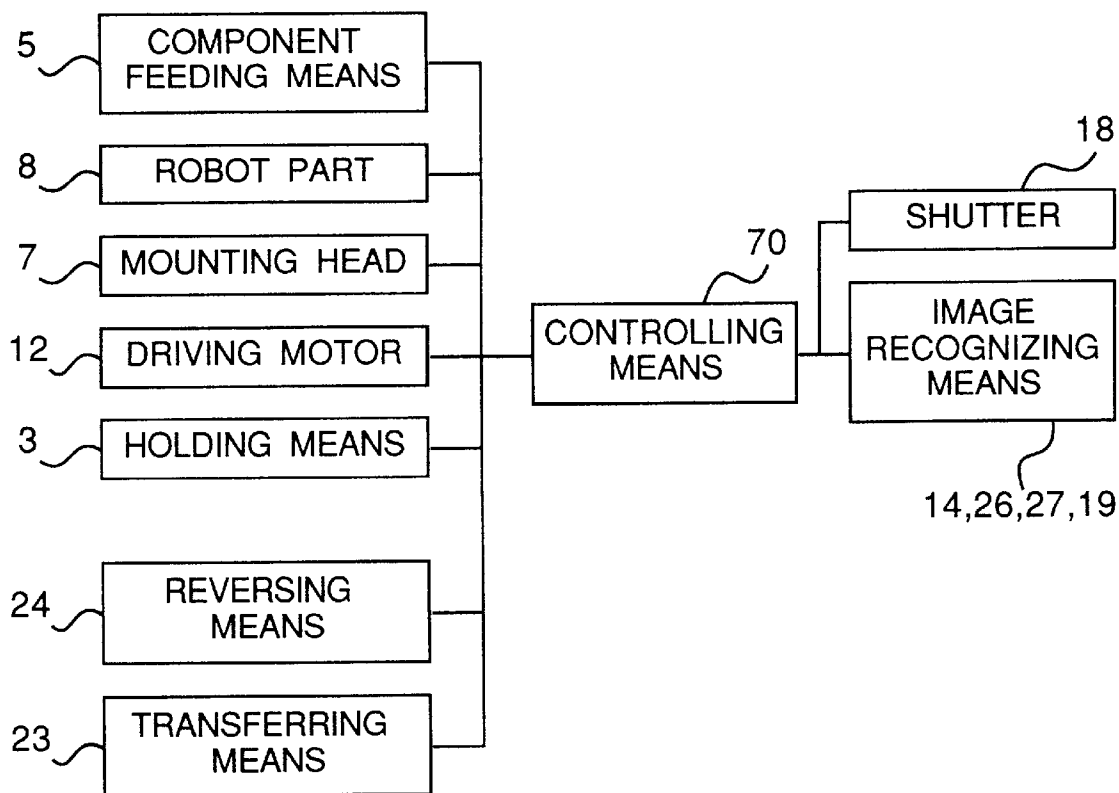 5
COMPONENT
FEEDING MEANS
8
ROBOT PART
7
MOUNTING HEAD
12
DRIVING MOTOR
3
HOLDING MEANS
24
REVERSING
MEANS
23
TRANSFERRING
MEANS
70
CONTROLLING
MEANS
18
SHUTTER
IMAGE
RECOGNIZING
MEANS
14,26,27,19